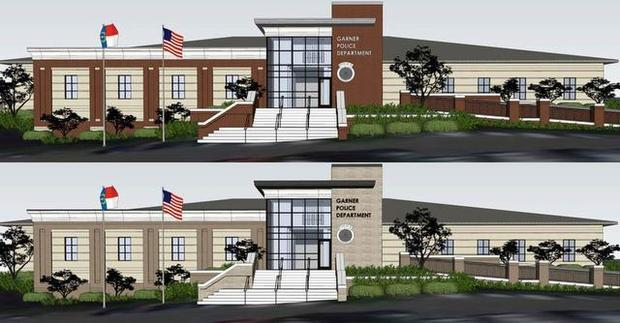 GARNER
POLICE
DEPARTMENT
GARNER
POLICE
DEPARTMENT